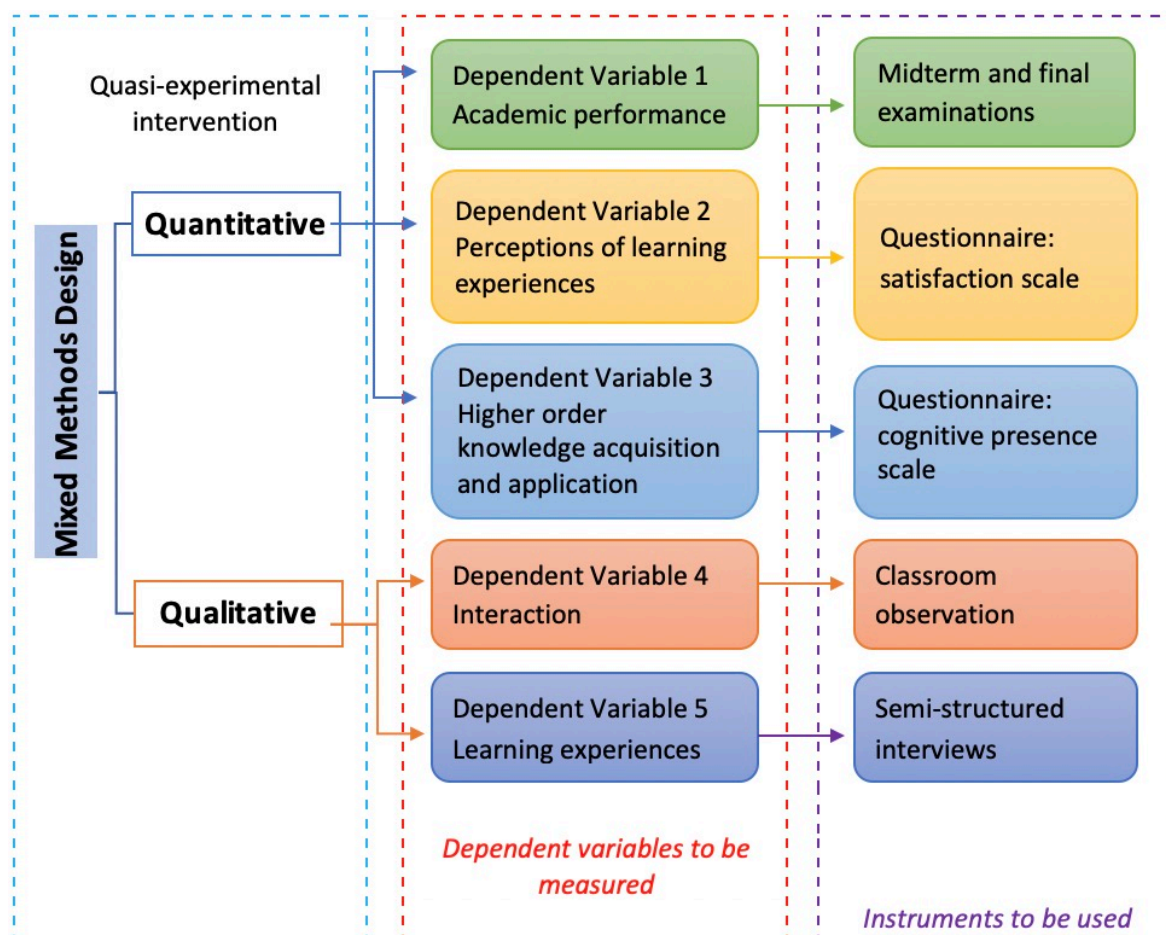 Quasi-experimental
intervention
Mixed Methods Design
Quantitative
Qualitative
Dependent Variable 1
Academic performance
Dependent Variable 2
Perceptions of learning
experiences
Dependent Variable 3
Higher order
knowledge acquisition
and application
Dependent Variable 4
Interaction
Dependent Variable 5
Learning experiences
Dependent variables to be
measured
Midterm and final
examinations
Questionnaire:
satisfaction scale
Questionnaire:
cognitive presence
scale
Classroom
observation
Semi-structured
interviews
Instruments to be used